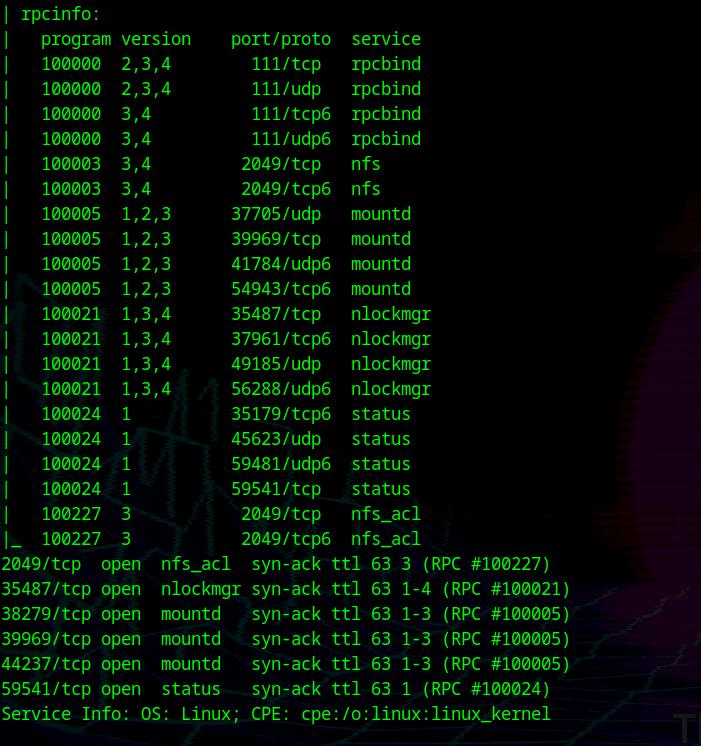 | rpcinfo:
|   program version    port/proto  service
|   100000  2,3,4        111/tcp   rpcbind
|   100000  2,3,4        111/udp   rpcbind
|   100000  3,4          111/tcp6  rpcbind
|   100000  3,4          111/udp6  rpcbind
|   100003  3,4         2049/tcp   nfs
|   100003  3,4         2049/tcp6  nfs
|   100005  1,2,3      37705/udp   mountd
|   100005  1,2,3      39969/tcp   mountd
|   100005  1,2,3      41784/udp6  mountd
|   100005  1,2,3      54943/tcp6  mountd
|   100021  1,3,4      35487/tcp   nlockmgr
|   100021  1,3,4      37961/tcp6  nlockmgr
|   100021  1,3,4      49185/udp   nlockmgr
|   100021  1,3,4      56288/udp6  nlockmgr
|   100024  1          35179/tcp6  status
|   100024  1          45623/udp   status
|   100024  1          59481/udp6  status
|   100024  1          59541/tcp   status
|   100227  3           2049/tcp   nfs_acl
|_  100227  3           2049/tcp6  nfs_acl
2049/tcp  open  nfs_acl  syn-ack ttl 63 3 (RPC #100227)
35487/tcp open  nlockmgr syn-ack ttl 63 1-4 (RPC #100021)
38279/tcp open  mountd   syn-ack ttl 63 1-3 (RPC #100005)
39969/tcp open  mountd   syn-ack ttl 63 1-3 (RPC #100005)
44237/tcp open  mountd   syn-ack ttl 63 1-3 (RPC #100005)
59541/tcp open  status   syn-ack ttl 63 1 (RPC #100024)
Service Info: OS: Linux; CPE: cpe:/o:linux:linux_kernel